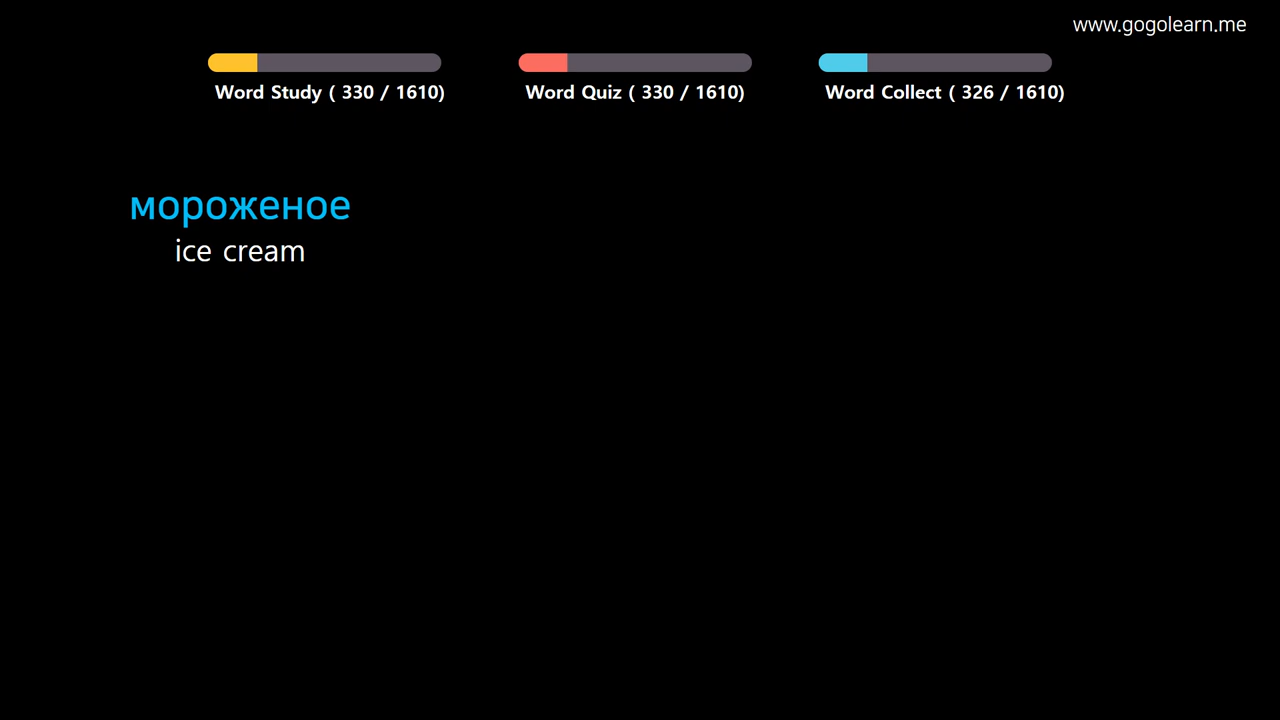 www.gogolearn.me
Word Study ( 330 / 1610)
Word Quiz ( 330 / 1610)
Word Collect ( 326 / 1610)
мороженое
ice cream